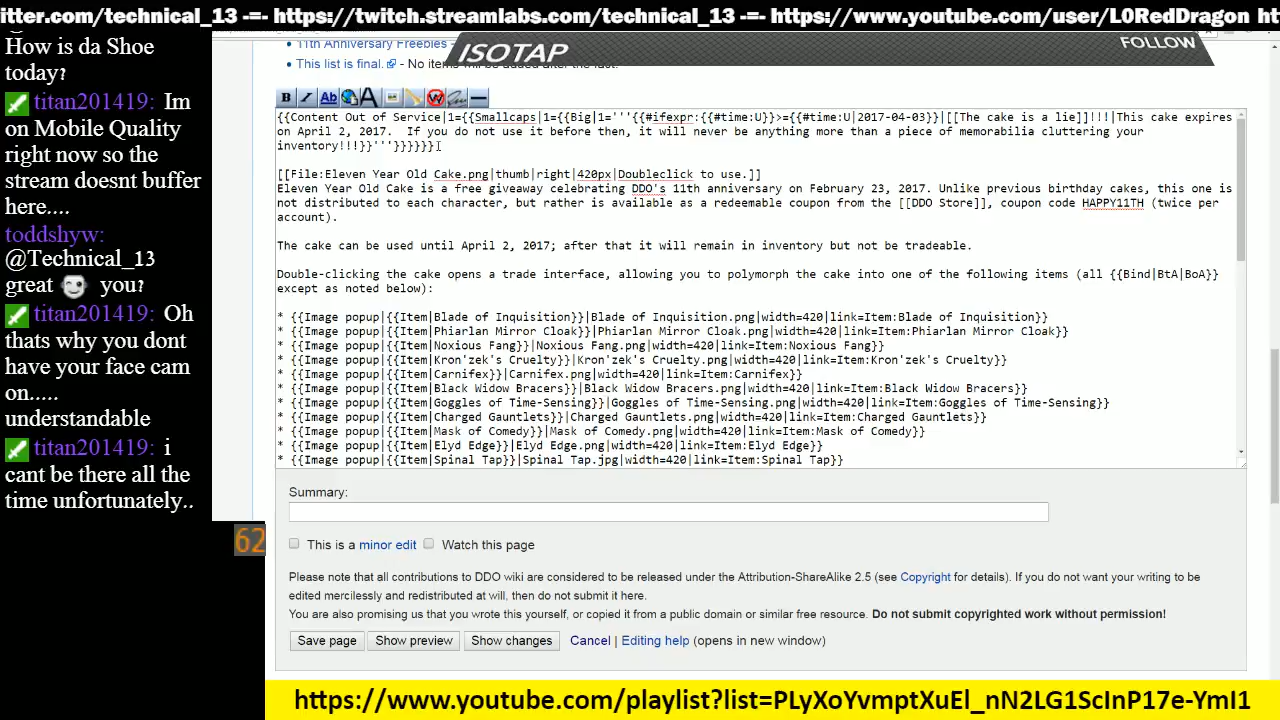 itter.com/technical_13 -=- https://twitch.streamlabs.com/technical_13 -=- https://www.youtube.com/user/L0RedDragon ht
How is da Shoe
today?
titan201419: Im
on Mobile Quality
right now so the
stream doesnt buffer
here....
toddshyw:
@Technical_13
great you?
titan201419: Oh
thats why you dont
have your face cam
on.....
understandable
titan201419: i
cant be there all the
time unfortunately..
62
ISOTAP
FOLLOW
• 11th Anniversary Freebies
• This list is final. - No items will be added after the last.
B I Ab A
{{Content Out of Service|1={{Smallcaps|1={{Big|1='''{{#ifexpr:{{#time:U}}>={{#time:U|2017-04-03}}|[[The cake is a lie]]!!!|This cake expires
on April 2, 2017.  If you do not use it before then, it will never be anything more than a piece of memorabilia cluttering your
inventory!!!}}'''}}}}}}
[[File:Eleven Year Old Cake.png|thumb|right|420px|Doubleclick to use.]]
Eleven Year Old Cake is a free giveaway celebrating DDO's 11th anniversary on February 23, 2017. Unlike previous birthday cakes, this one is
not distributed to each character, but rather is available as a redeemable coupon from the [[DDO Store]], coupon code HAPPY11TH (twice per
account).
The cake can be used until April 2, 2017; after that it will remain in inventory but not be tradeable.
Double-clicking the cake opens a trade interface, allowing you to polymorph the cake into one of the following items (all {{Bind|BtA|BoA}}
except as noted below):
* {{Image popup|{{Item|Blade of Inquisition}}|Blade of Inquisition.png|width=420|link=Item:Blade of Inquisition}}
* {{Image popup|{{Item|Phiarlan Mirror Cloak}}|Phiarlan Mirror Cloak.png|width=420|link=Item:Phiarlan Mirror Cloak}}
* {{Image popup|{{Item|Noxious Fang}}|Noxious Fang.png|width=420|link=Item:Noxious Fang}}
* {{Image popup|{{Item|Kron'zek's Cruelty}}|Kron'zek's Cruelty.png|width=420|link=Item:Kron'zek's Cruelty}}
* {{Image popup|{{Item|Carnifex}}|Carnifex.png|width=420|link=Item:Carnifex}}
* {{Image popup|{{Item|Black Widow Bracers}}|Black Widow Bracers.png|width=420|link=Item:Black Widow Bracers}}
* {{Image popup|{{Item|Goggles of Time-Sensing}}|Goggles of Time-Sensing.png|width=420|link=Item:Goggles of Time-Sensing}}
* {{Image popup|{{Item|Charged Gauntlets}}|Charged Gauntlets.png|width=420|link=Item:Charged Gauntlets}}
* {{Image popup|{{Item|Mask of Comedy}}|Mask of Comedy.png|width=420|link=Item:Mask of Comedy}}
* {{Image popup|{{Item|Elyd Edge}}|Elyd Edge.png|width=420|link=Item:Elyd Edge}}
* {{Image popup|{{Item|Spinal Tap}}|Spinal Tap.jpg|width=420|link=Item:Spinal Tap}}
Summary:
This is a minor edit Watch this page
Please note that all contributions to DDO wiki are considered to be released under the Attribution-ShareAlike 2.5 (see Copyright for details). If you do not want your writing to be
edited mercilessly and redistributed at will, then do not submit it here.
You are also promising us that you wrote this yourself, or copied it from a public domain or similar free resource. Do not submit copyrighted work without permission!
Save page Show preview Show changes Cancel | Editing help (opens in new window)
https://www.youtube.com/playlist?list=PLyXoYvmptXuEl_nN2LG1ScInP17e-YmI1